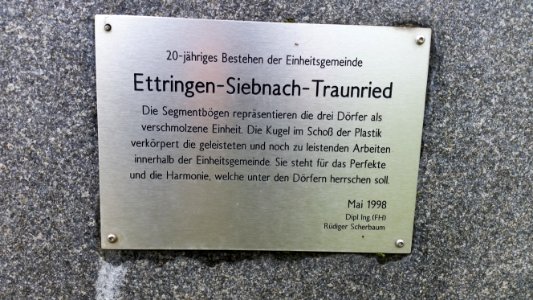 20-jähriges Bestehen der Einheitsgemeinde
Ettringen-Siebnach-Traunried
Die Segmentbögen repräsentieren die drei Dörfer als
verschmolzene Einheit. Die Kugel im Schoß der Plastik
verkörpert die geleisteten und noch zu leistenden Arbeiten
innerhalb der Einheitsgemeinde. Sie steht für das Perfekte
und die Harmonie, welche unter den Dörfern herrschen soll.
Mai 1998
Dipl.Ing.(FH)
Rüdiger Scherbaum